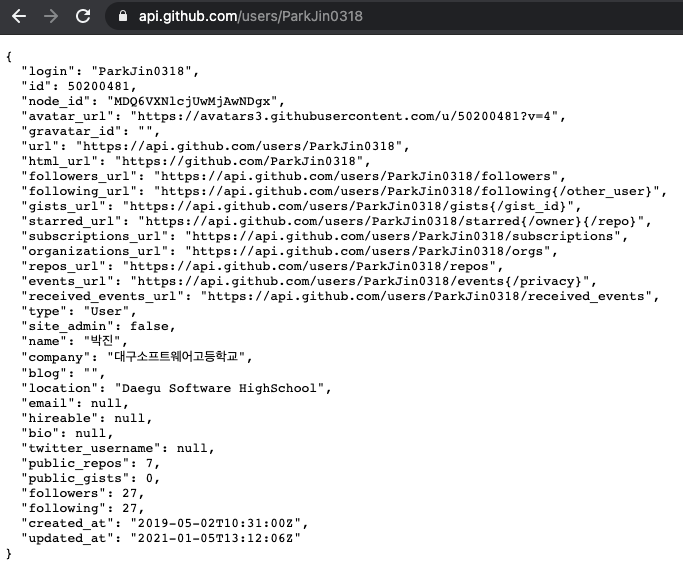 api.github.com/users/ParkJin0318
{
"login": "ParkJin0318",
"id": 50200481,
"node_id": "MDQ6VXNlcjUwMjAwNDgx",
"avatar_url": "https://avatars3.githubusercontent.com/u/50200481?v=4",
"gravatar_id": "",
"url": "https://api.github.com/users/ParkJin0318",
"html_url": "https://github.com/ParkJin0318",
"followers_url": "https://api.github.com/users/ParkJin0318/followers",
"following_url": "https://api.github.com/users/ParkJin0318/following{/other_user}",
"gists_url": "https://api.github.com/users/ParkJin0318/gists{/gist_id}",
"starred_url": "https://api.github.com/users/ParkJin0318/starred{/owner}{/repo}",
"subscriptions_url": "https://api.github.com/users/ParkJin0318/subscriptions",
"organizations_url": "https://api.github.com/users/ParkJin0318/orgs",
"repos_url": "https://api.github.com/users/ParkJin0318/repos",
"events_url": "https://api.github.com/users/ParkJin0318/events{/privacy}",
"received_events_url": "https://api.github.com/users/ParkJin0318/received_events",
"type": "User",
"site_admin": false,
"name": "박진",
"company": "대구소프트웨어고등학교",
"blog": "",
"location": "Daegu Software HighSchool",
"email": null,
"hireable": null,
"bio": null,
"twitter_username": null,
"public_repos": 7,
"public_gists": 0,
"followers": 27,
"following": 27,
"created_at": "2019-05-02T10:31:00Z",
"updated_at": "2021-01-05T13:12:06Z"
}